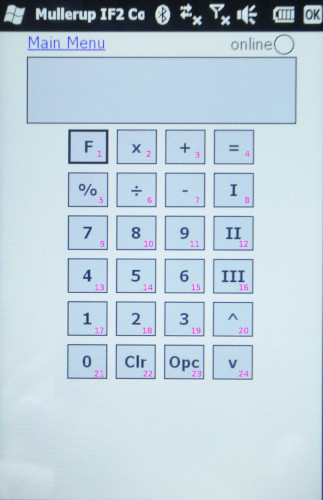 Mullerup IF2 Co OK
Main Menu online
F 1 x 2 + 3 = 4
% 5 ÷ 6 - 7 I 8
7 9 8 10 9 11 II 12
4 13 5 14 6 15 III 16
1 17 2 18 3 19 ^ 20
0 21 Clr 22 Opc 23 v 24